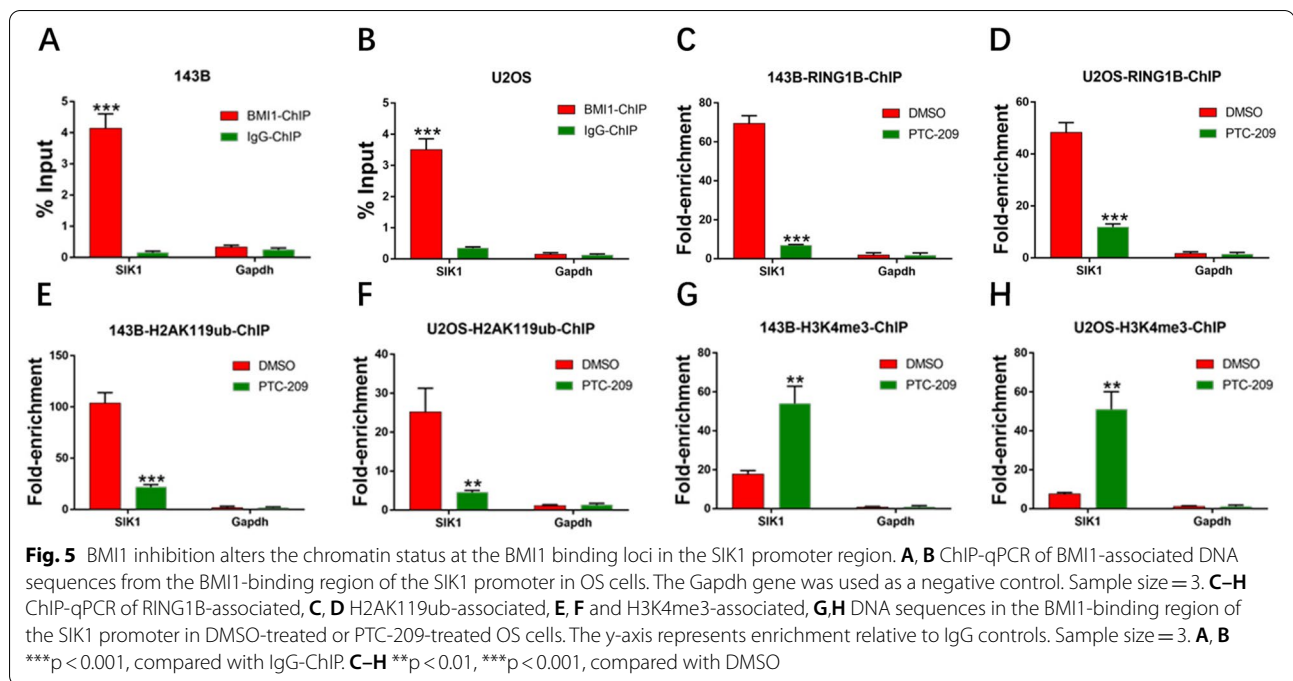 A
143B
% Input
5
4
3
2
1
0
***
BMI1-ChIP
IgG-ChIP
SIK1
Gapdh
B
U2OS
% Input
5
4
3
2
1
0
***
BMI1-ChIP
IgG-ChIP
SIK1
Gapdh
C
143B-RING1B-ChIP
Fold-enrichment
80
60
40
20
0
***
DMSO
PTC-209
SIK1
Gapdh
D
U2OS-RING1B-ChIP
Fold-enrichment
60
40
20
0
***
DMSO
PTC-209
SIK1
Gapdh
E
143B-H2AK119ub-ChIP
Fold-enrichment
150
100
50
0
***
DMSO
PTC-209
SIK1
Gapdh
F
U2OS-H2AK119ub-ChIP
Fold-enrichment
40
30
20
10
0
**
DMSO
PTC-209
SIK1
Gapdh
G
143B-H3K4me3-ChIP
Fold-enrichment
80
60
40
20
0
**
DMSO
PTC-209
SIK1
Gapdh
H
U2OS-H3K4me3-ChIP
Fold-enrichment
80
60
40
20
0
**
DMSO
PTC-209
SIK1
Gapdh
Fig. 5 BMI1 inhibition alters the chromatin status at the BMI1 binding loci in the SIK1 promoter region. A, B ChIP-qPCR of BMI1-associated DNA
sequences from the BMI1-binding region of the SIK1 promoter in OS cells. The Gapdh gene was used as a negative control. Sample size = 3. C–H
ChIP-qPCR of RING1B-associated, C, D H2AK119ub-associated, E, F and H3K4me3-associated, G,H DNA sequences in the BMI1-binding region of
the SIK1 promoter in DMSO-treated or PTC-209-treated OS cells. The y-axis represents enrichment relative to IgG controls. Sample size = 3. A, B
***p < 0.001, compared with IgG-ChIP. C–H **p < 0.01, ***p < 0.001, compared with DMSO